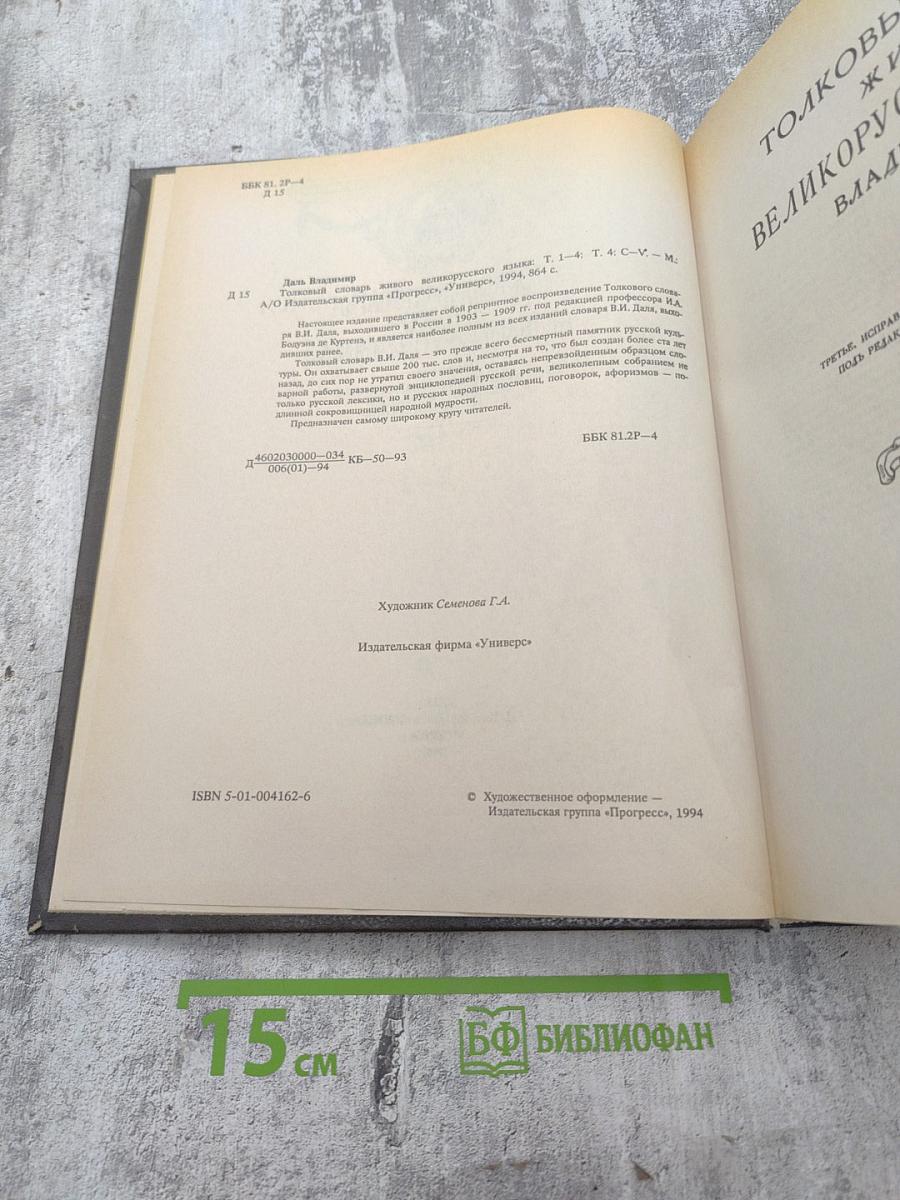 ББК 81. 2Р—4
Д 15
Даль Владимир
Д 15 Толковый словарь живого великорусского языка: Т. 1—4: Т. 4: С—V. — М.:
А/О Издательская группа «Прогресс», «Универс», 1994, 864 с.
Настоящее издание представляет собой репринтное воспроизведение Толкового слова-
ря В.И. Даля, выходившего в России в 1903 — 1909 гг. под редакцией профессора И.А.
Бодуэна де Куртенэ, и является наиболее полным из всех изданий словаря В.И. Даля, выхо-
дивших ранее.
Толковый словарь В.И. Даля — это прежде всего бессмертный памятник русской куль-
туры. Он охватывает свыше 200 тыс. слов и, несмотря на то, что был создан более ста лет
назад, до сих пор не утратил своего значения, оставаясь непревзойденным образцом сло-
варной работы, развернутой энциклопедией русской речи, великолепным собранием не
только русской лексики, но и русских народных пословиц, поговорок, афоризмов — по-
длинной сокровищницей народной мудрости.
Предназначен самому широкому кругу читателей.
ББК 81.2Р—4
Д 4602030000—034
006(01)—94 КБ—50—93
Художник Семенова Г.А.
Издательская фирма «Универс»
ISBN 5-01-004162-6
© Художественное оформление —
Издательская группа «Прогресс», 1994
ТОЛКОВЫ
ЖИ
ВЕЛИКОРУС
ВЛАДИ
ТРЕТЬЕ, ИСПРАВ
ПОДЪ РЕДАК
15 см
БФ БИБЛИОФАН